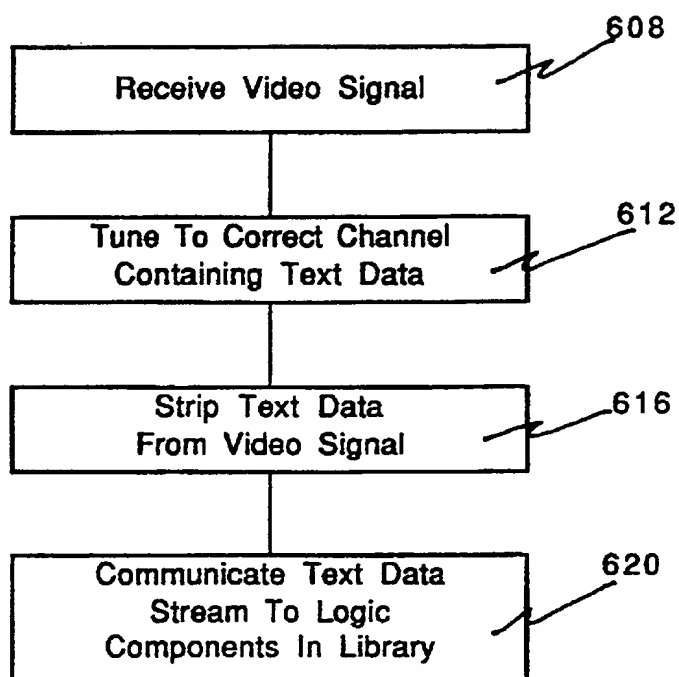 608
Receive Video Signal
612
Tune To Correct Channel
Containing Text Data
616
Strip Text Data
From Video Signal
620
Communicate Text Data
Stream To Logic
Components In Library